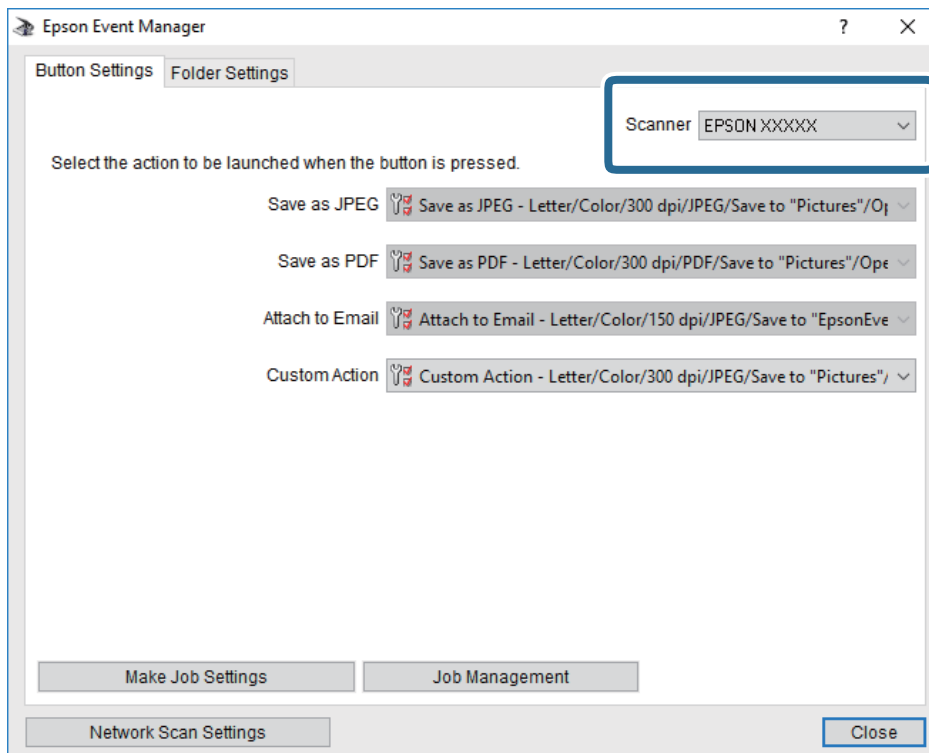 Epson Event Manager
Button Settings Folder Settings
Scanner EPSON XXXXX
Select the action to be launched when the button is pressed.
Save as JPEG Save as JPEG - Letter/Color/300 dpi/JPEG/Save to "Pictures"/Op
Save as PDF Save as PDF - Letter/Color/300 dpi/PDF/Save to "Pictures"/Ope
Attach to Email Attach to Email - Letter/Color/150 dpi/JPEG/Save to "EpsonEve
Custom Action Custom Action - Letter/Color/300 dpi/JPEG/Save to "Pictures"/
Make Job Settings Job Management
Network Scan Settings Close